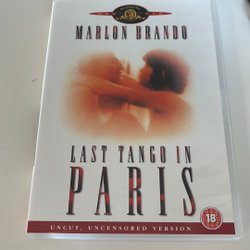 MARLON BRANDO
LAST TANGO IN
PARIS
18
UNCUT, UNCENSORED VERSION